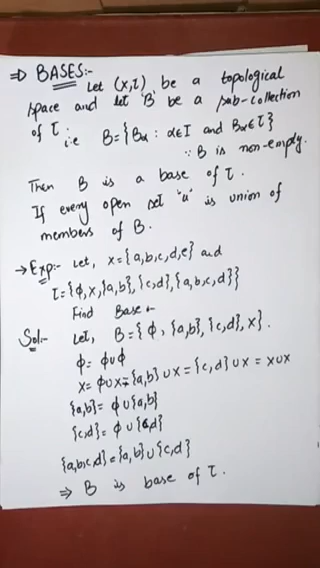 ⇒ BASES:-
Let (X,τ) be a topological
space and let 'B' be a sub-collection
of τ.
i.e B={Bα : α∈I and Bα∈τ}
∵ B is non-empty.
Then B is a base of τ.
If every open set 'u' is union of
members of B.
→ Exp:- Let, X={a,b,c,d,e} and
τ={ϕ,X,{a,b},{c,d},{a,b,c,d}}
Find Base.
Sol:- Let, B={ϕ, {a,b}, {c,d}, X}.
ϕ= ϕ∪ϕ
X= ϕ∪X={a,b}∪X={c,d}∪X = X∪X
{a,b}= ϕ∪{a,b}
{c,d}= ϕ∪{c,d}
{a,b,c,d}={a,b}∪{c,d}
⇒ B is base of τ.